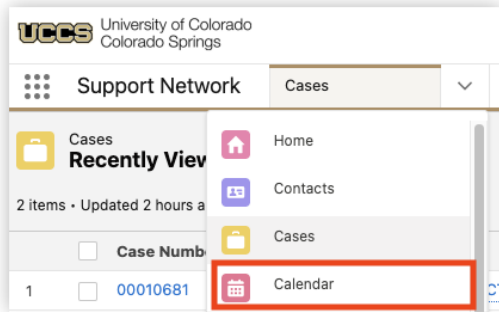 UCCS University of Colorado
Colorado Springs
Support Network
Cases
Cases
Recently View
2 items • Updated 2 hours a
Case Numb
1 00010681
Home
Contacts
Cases
Calendar